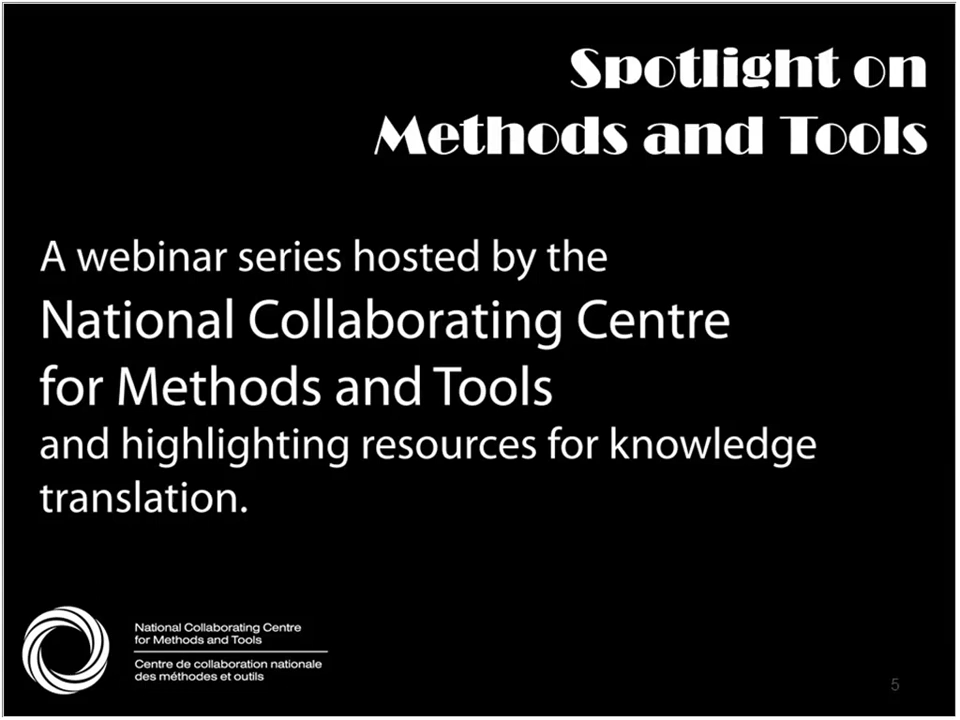 Spotlight on
Methods and Tools
A webinar series hosted by the
National Collaborating Centre
for Methods and Tools
and highlighting resources for knowledge
translation.
National Collaborating Centre
for Methods and Tools
Centre de collaboration nationale
des méthodes et outils
5